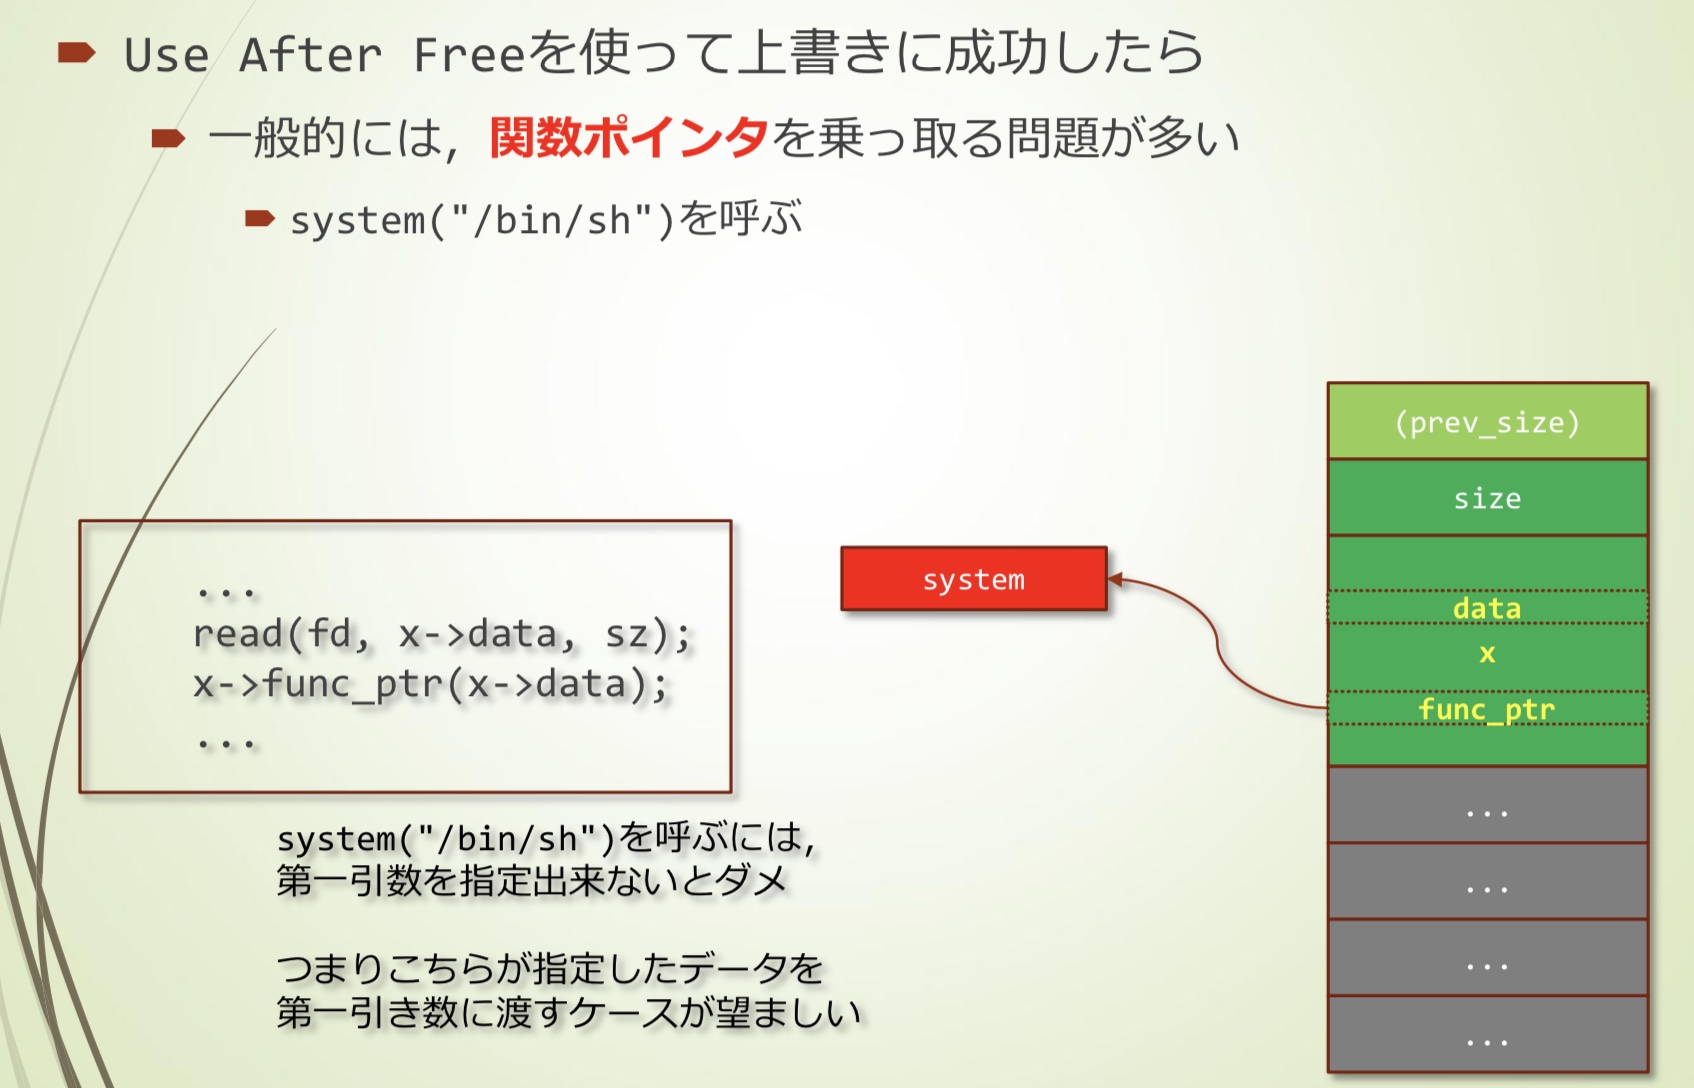 Use After Freeを使って上書きに成功したら
一般的には, 関数ポインタを乗っ取る問題が多い
system("/bin/sh")を呼ぶ
...
read(fd, x->data, sz);
x->func_ptr(x->data);
...
system("/bin/sh")を呼ぶには,
第一引数を指定出来ないとダメ
つまりこちらが指定したデータを
第一引き数に渡すケースが望ましい
system
(prev_size)
size
data
x
func_ptr
...
...
...
...